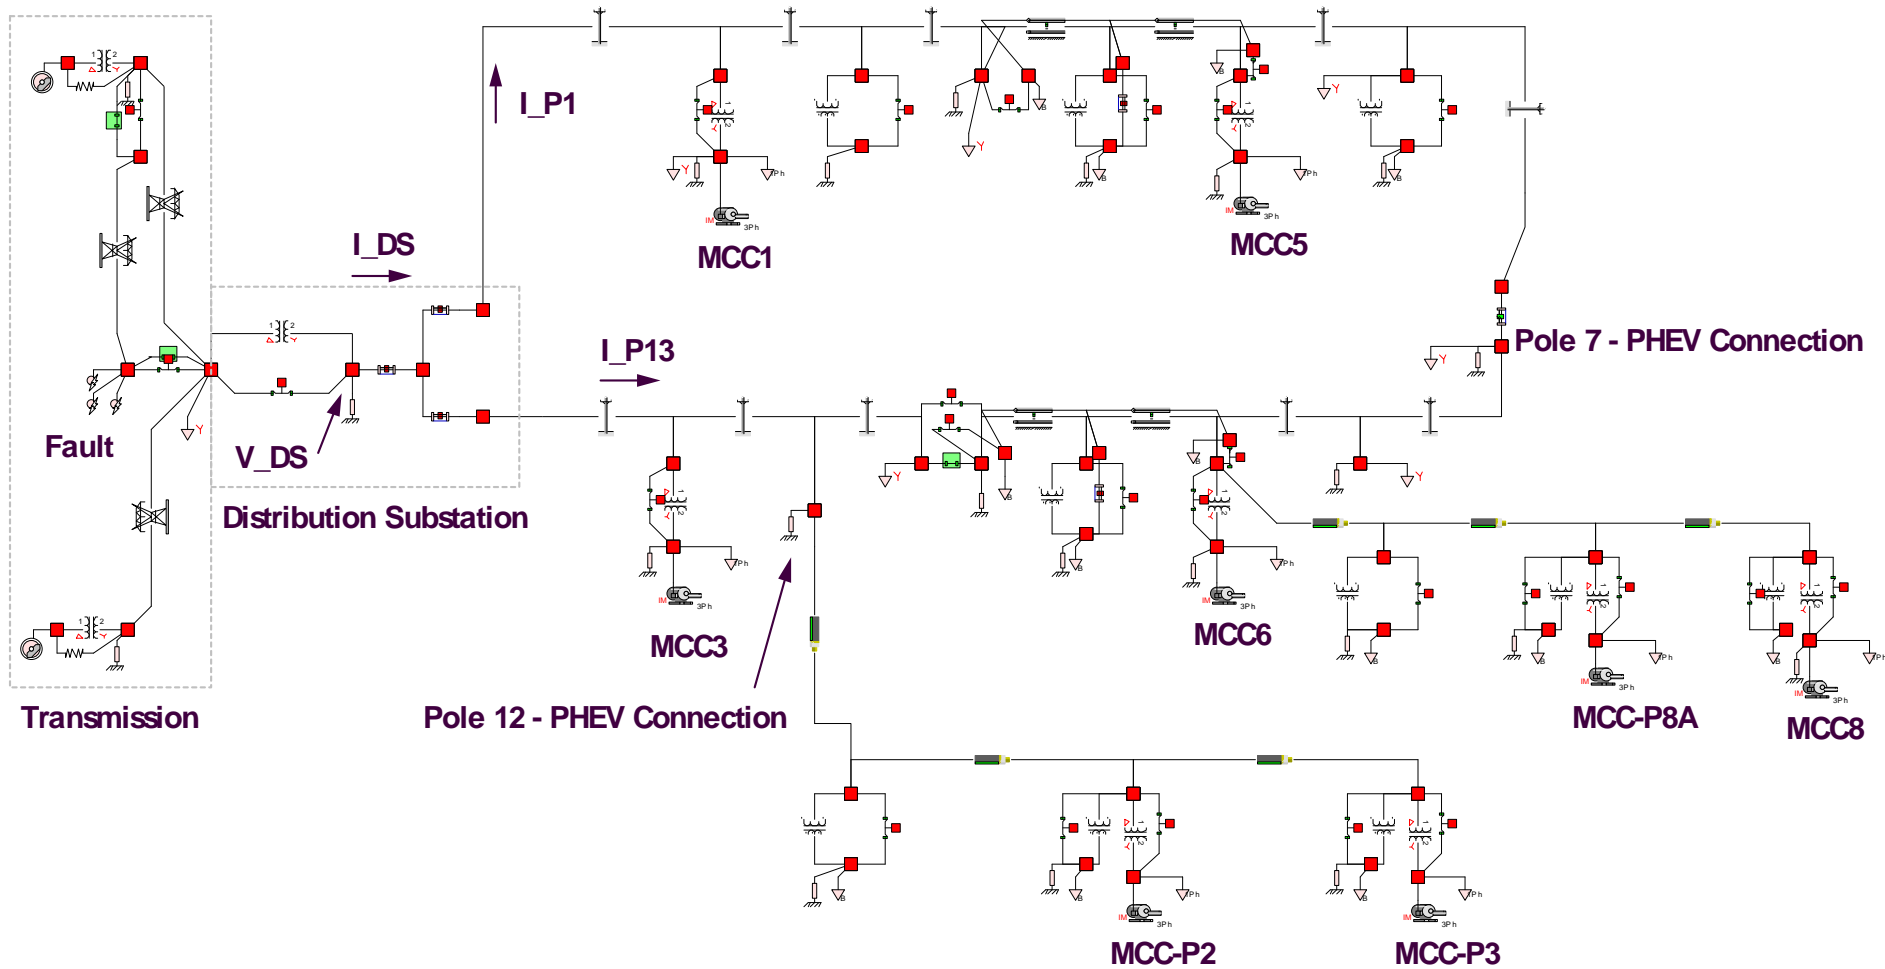 I_P1
MCC1
MCC5
I_DS
I_P13
Pole 7 - PHEV Connection
Fault
V_DS
Distribution Substation
MCC3
MCC6
Transmission
Pole 12 - PHEV Connection
MCC-P8A
MCC8
MCC-P2
MCC-P3